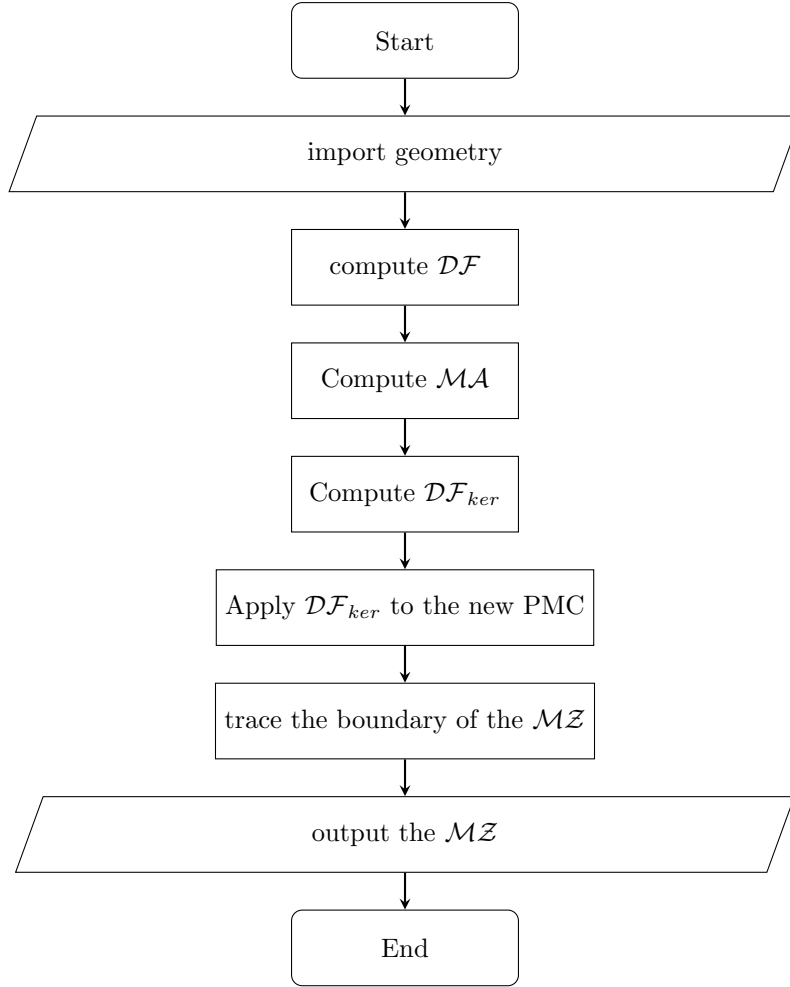 Start
import geometry
compute 𝒟ℱ
Compute ℳ𝒜
Compute 𝒟ℱ_ker
Apply 𝒟ℱ_ker to the new PMC
trace the boundary of the ℳ𝒵
output the ℳ𝒵
End